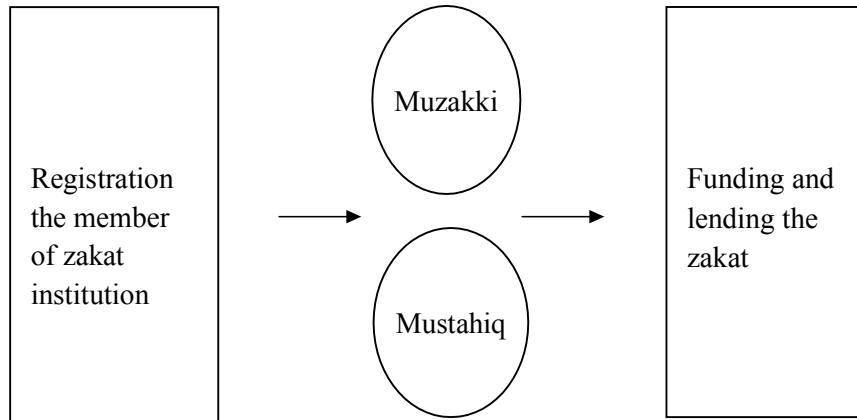 Registration
the member
of zakat
institution
Muzakki
Mustahiq
Funding and
lending the
zakat